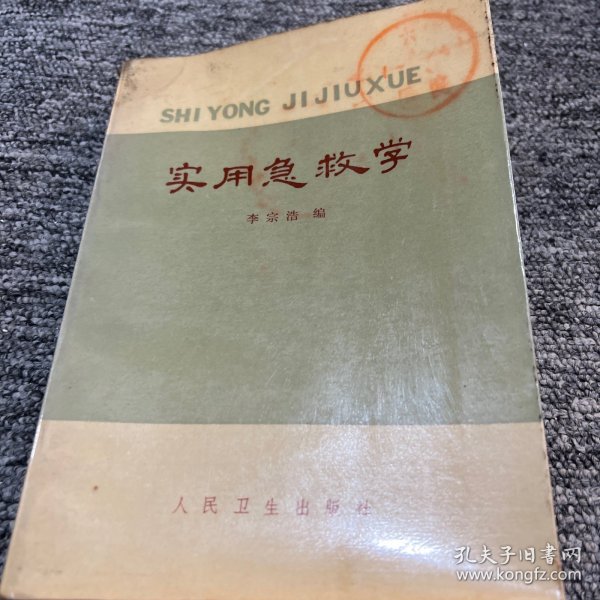 SHI YONG JI JIUXUE
实用急救学
李宗浩 编
人民卫生出版社
孔夫子旧书网
www.kongfz.com